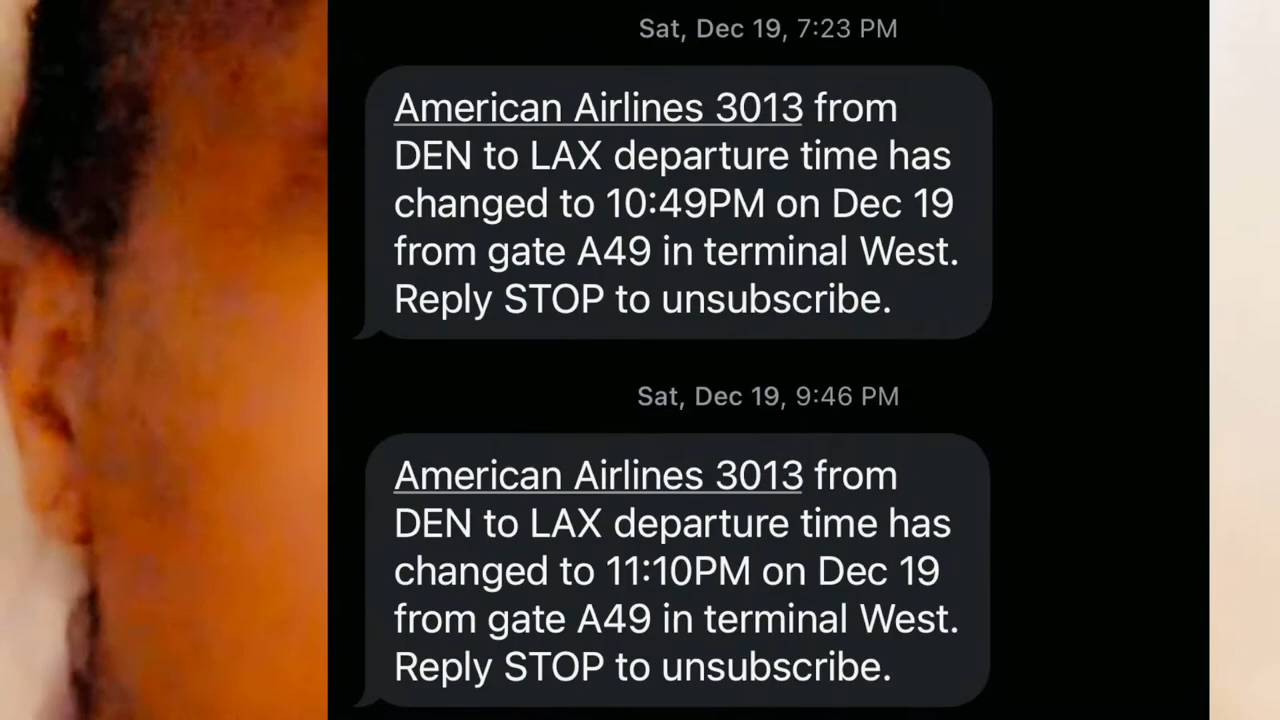 Sat, Dec 19, 7:23 PM
American Airlines 3013 from
DEN to LAX departure time has
changed to 10:49PM on Dec 19
from gate A49 in terminal West.
Reply STOP to unsubscribe.
Sat, Dec 19, 9:46 PM
American Airlines 3013 from
DEN to LAX departure time has
changed to 11:10PM on Dec 19
from gate A49 in terminal West.
Reply STOP to unsubscribe.